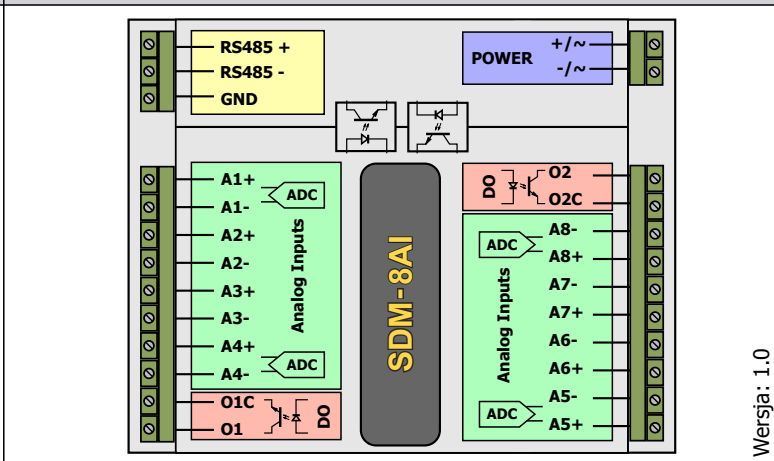 RS485 +
RS485 -
GND
POWER
+/~
-/~
A1+
A1-
A2+
A2-
A3+
A3-
A4+
A4-
ADC
ADC
Analog Inputs
O1C
O1
DO
SDM-8AI
DO
O2
O2C
A8-
A8+
A7-
A7+
A6-
A6+
A5-
A5+
ADC
ADC
Analog Inputs
Wersja: 1.0